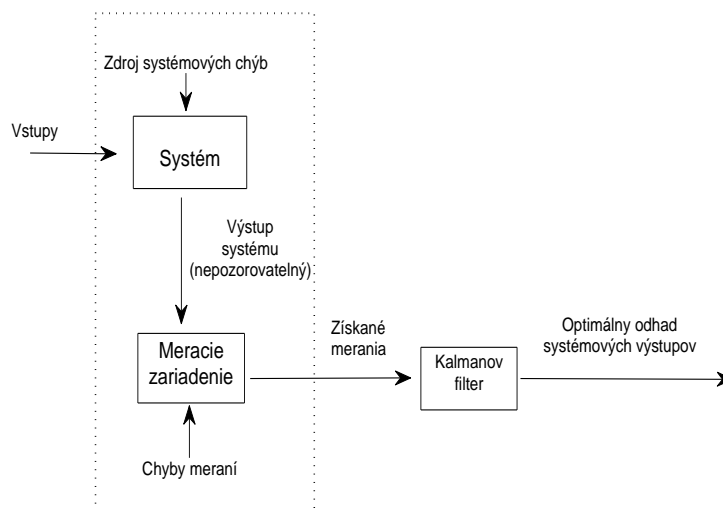 Zdroj systémových chýb
Vstupy
Systém
Výstup
systému
(nepozorovatelný)
Meracie
zariadenie
Chyby meraní
Získané
merania
Kalmanov
filter
Optimálny odhad
systémových výstupov